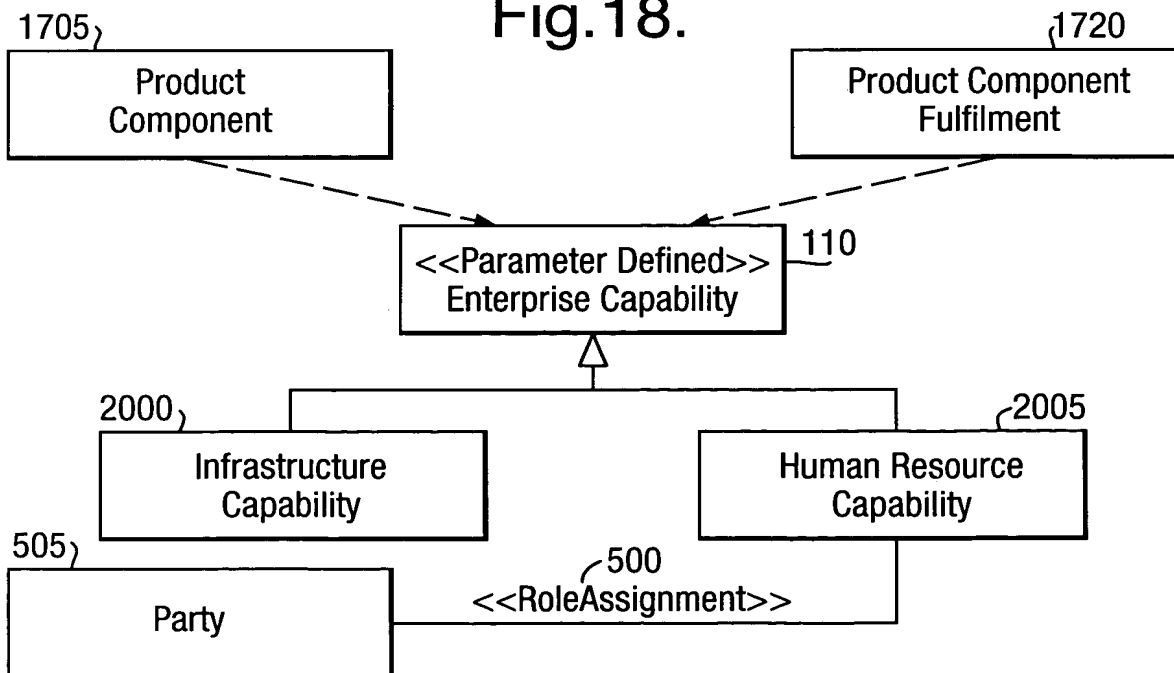 Fig.18.
1705
Product
Component
1720
Product Component
Fulfilment
110
<<Parameter Defined>>
Enterprise Capability
2000
Infrastructure
Capability
2005
Human Resource
Capability
505
Party
500
<<RoleAssignment>>